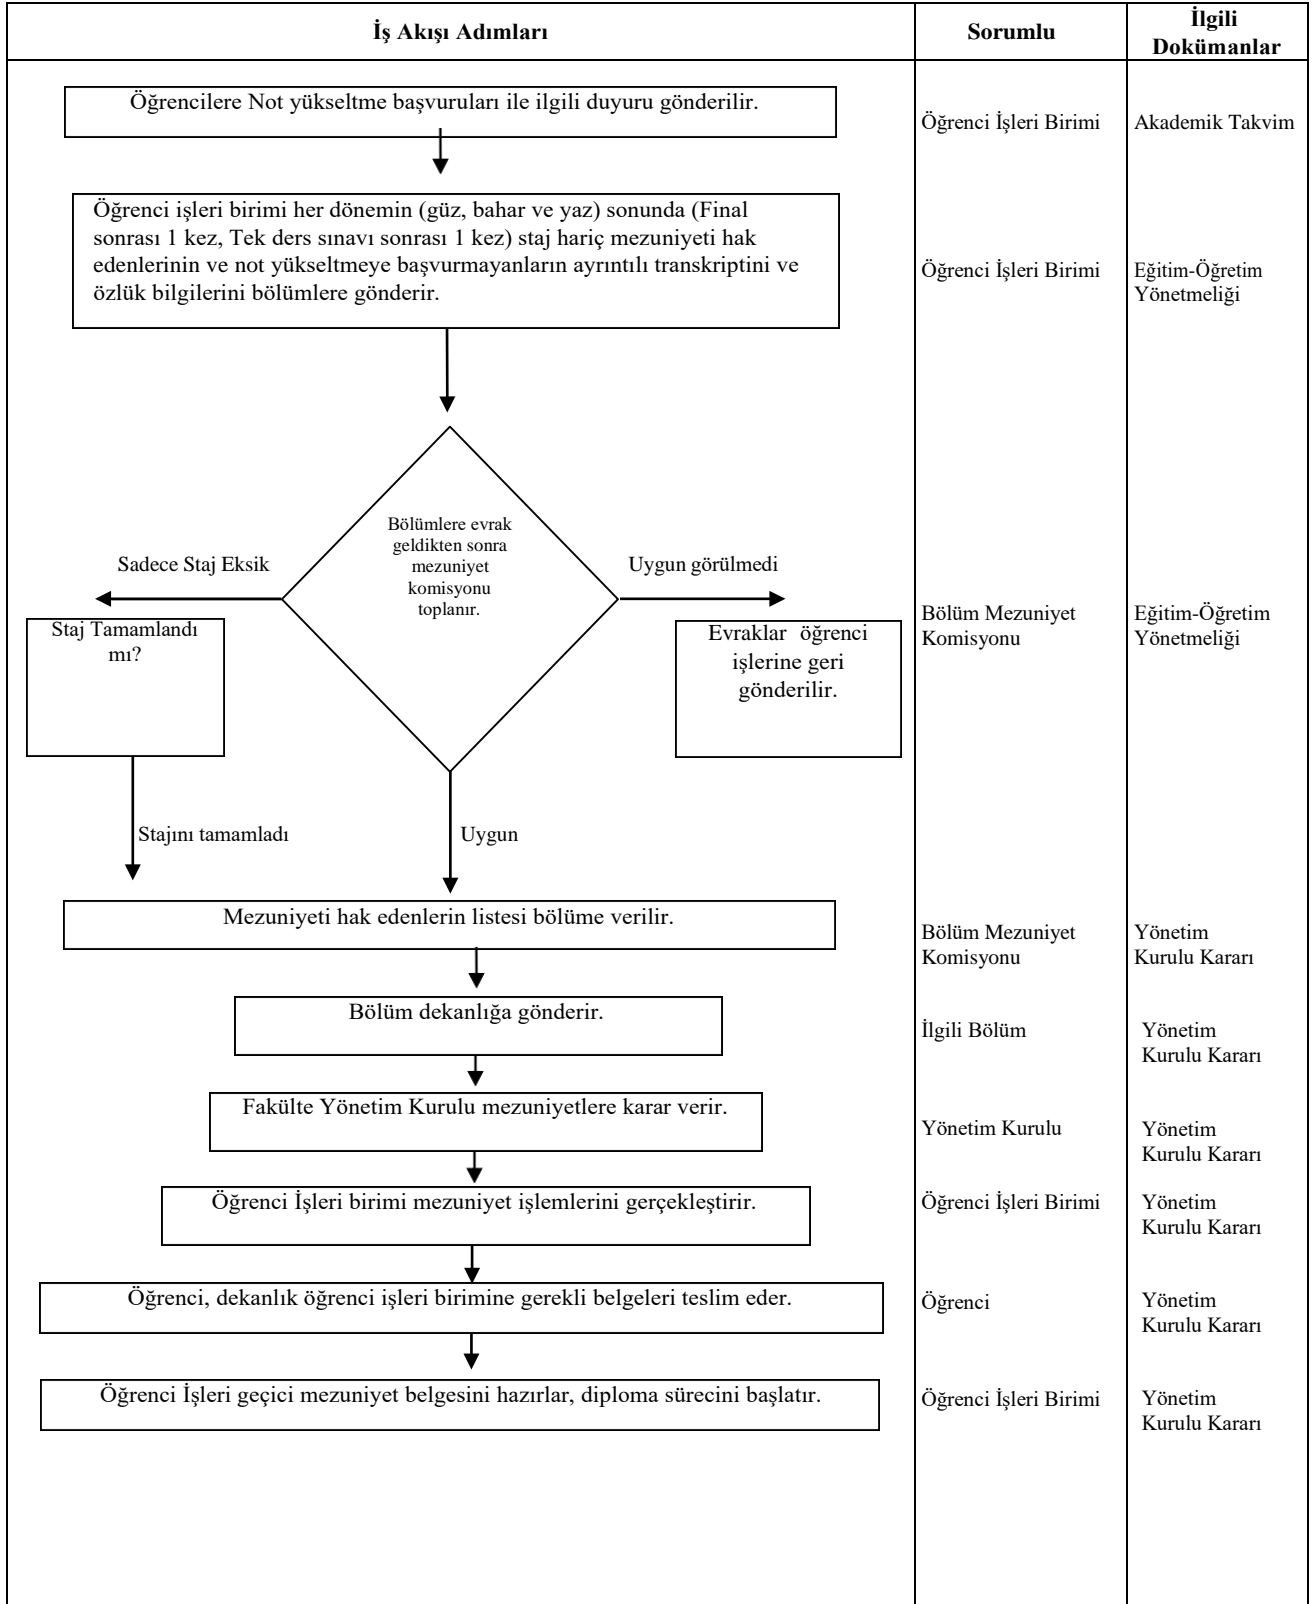 İş Akışı Adımları
Sorumlu
İlgili
Dokümanlar
Öğrencilere Not yükseltme başvuruları ile ilgili duyuru gönderilir.
Öğrenci İşleri Birimi
Akademik Takvim
Öğrenci işleri birimi her dönemin (güz, bahar ve yaz) sonunda (Final
sonrası 1 kez, Tek ders sınavı sonrası 1 kez) staj hariç mezuniyeti hak
edenlerinin ve not yükseltmeye başvurmayanların ayrıntılı transkriptini ve
özlük bilgilerini bölümlere gönderir.
Öğrenci İşleri Birimi
Eğitim-Öğretim
Yönetmeliği
Bölümlere evrak
geldikten sonra
mezuniyet
komisyonu
toplanır.
Sadece Staj Eksik
Uygun görülmedi
Staj Tamamlandı
mı?
Evraklar öğrenci
işlerine geri
gönderilir.
Bölüm Mezuniyet
Komisyonu
Eğitim-Öğretim
Yönetmeliği
Stajını tamamladı
Uygun
Mezuniyeti hak edenlerin listesi bölüme verilir.
Bölüm Mezuniyet
Komisyonu
Yönetim
Kurulu Kararı
Bölüm dekanlığa gönderir.
İlgili Bölüm
Yönetim
Kurulu Kararı
Fakülte Yönetim Kurulu mezuniyetlere karar verir.
Yönetim Kurulu
Yönetim
Kurulu Kararı
Öğrenci İşleri birimi mezuniyet işlemlerini gerçekleştirir.
Öğrenci İşleri Birimi
Yönetim
Kurulu Kararı
Öğrenci, dekanlık öğrenci işleri birimine gerekli belgeleri teslim eder.
Öğrenci
Yönetim
Kurulu Kararı
Öğrenci İşleri geçici mezuniyet belgesini hazırlar, diploma sürecini başlatır.
Öğrenci İşleri Birimi
Yönetim
Kurulu Kararı